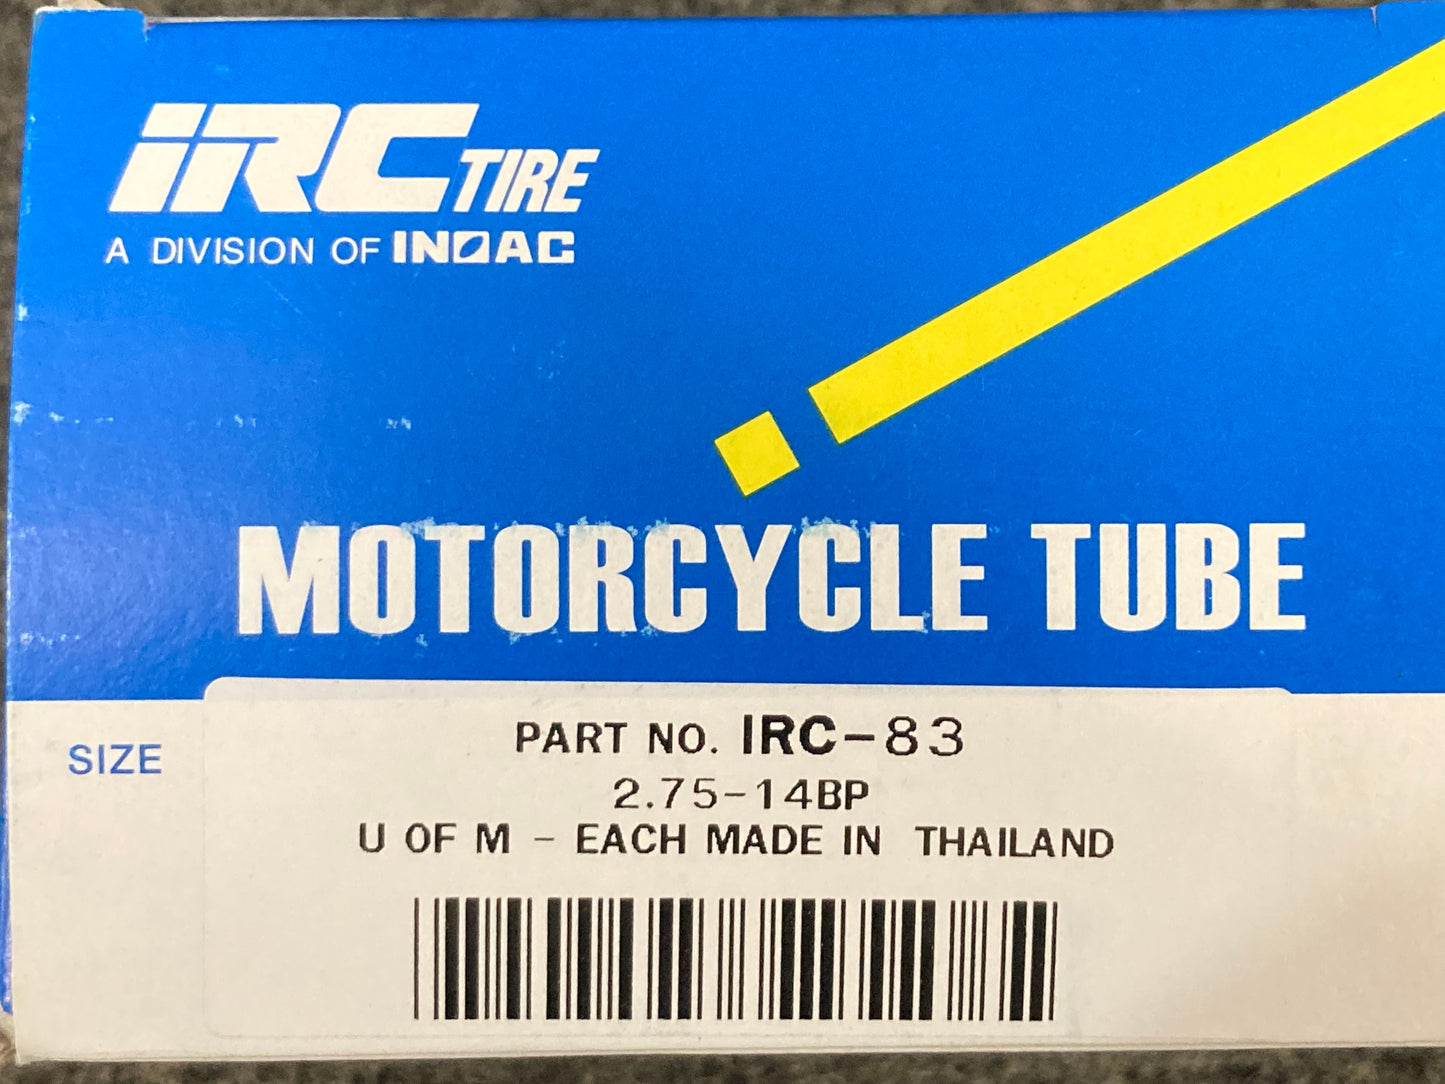 iRC TIRE
A DIVISION OF INOAC
MOTORCYCLE TUBE
SIZE
PART NO. IRC-83
2.75-14BP
U OF M - EACH MADE IN THAILAND